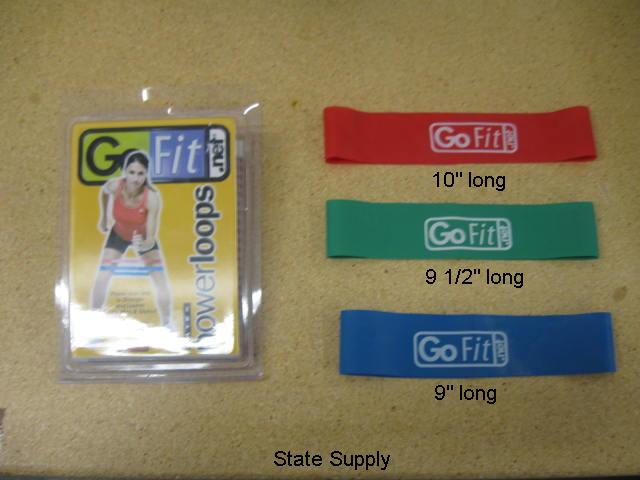 GoFit.net
powerloops
GoFit.net
10" long
GoFit.net
9 1/2" long
GoFit.net
9" long
State Supply